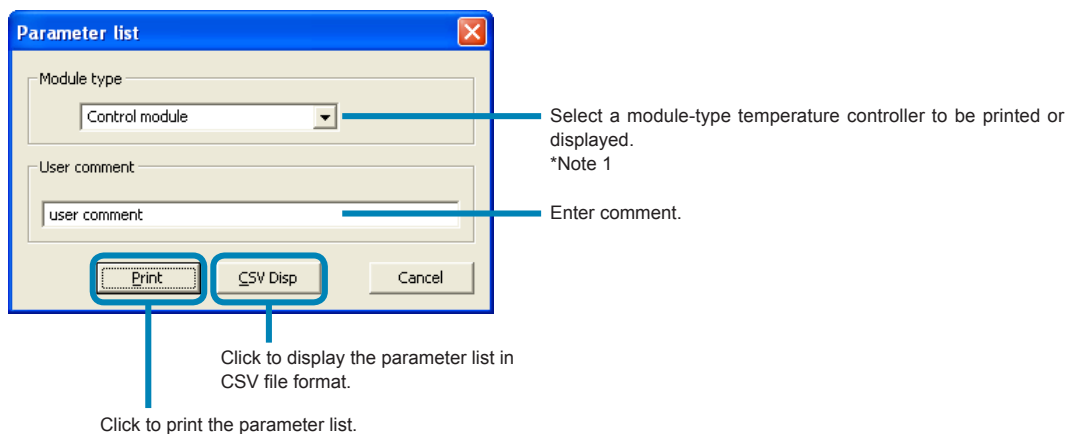 Parameter list
Module type
Control module
Select a module-type temperature controller to be printed or
displayed.
*Note 1
User comment
user comment
Enter comment.
Print
CSV Disp
Cancel
Click to display the parameter list in
CSV file format.
Click to print the parameter list.